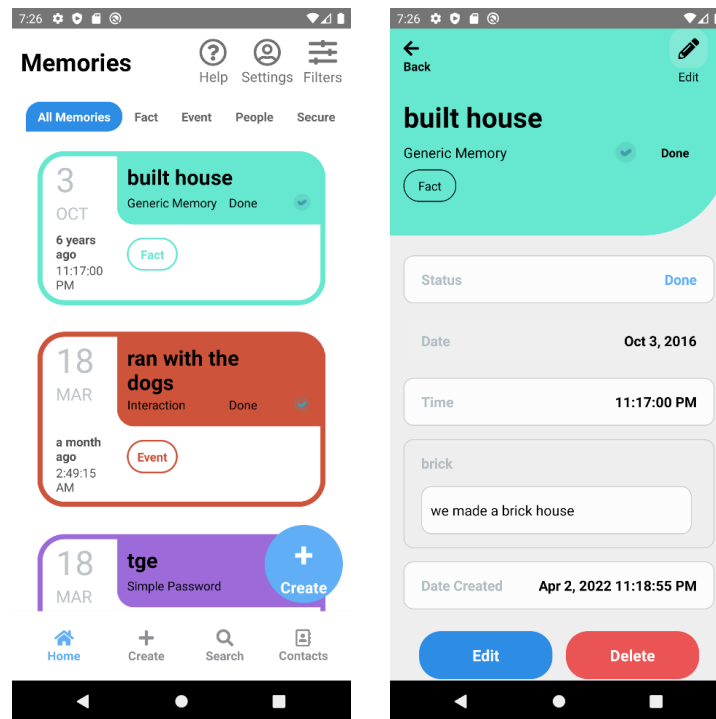 7:26
Memories
Help
Settings
Filters
All Memories
Fact
Event
People
Secure
3
OCT
6 years
ago
11:17:00
PM
built house
Generic Memory Done
Fact
18
MAR
a month
ago
2:49:15
AM
ran with the
dogs
Interaction Done
Event
18
MAR
tge
Simple Password
+
Create
Home
Create
Search
Contacts
7:26
Back
Edit
built house
Generic Memory
Done
Fact
Status Done
Date Oct 3, 2016
Time 11:17:00 PM
brick
we made a brick house
Date Created Apr 2, 2022 11:18:55 PM
Edit
Delete